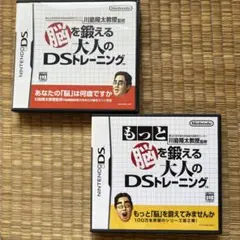 Nintendo
NINTENDO DS
川島隆太教授監修
脳を鍛える
大人の
DSトレーニング
あなたの「脳」は何歳ですか
Nintendo
NINTENDO DS
川島隆太教授監修
もっと
脳を鍛える
大人の
DSトレーニング
もっと「脳」を鍛えてみませんか